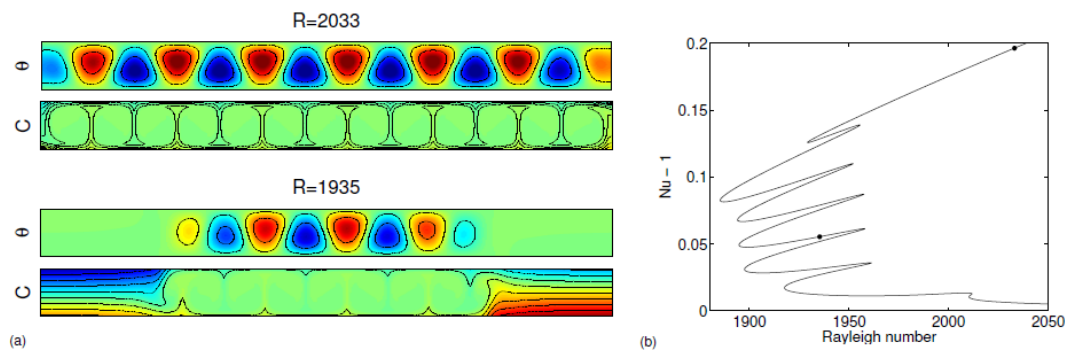 R=2033
θ
C
R=1935
θ
C
(a)
0.2
0.15
0.1
0.05
0
Nu – 1
1900
1950
2000
2050
Rayleigh number
(b)